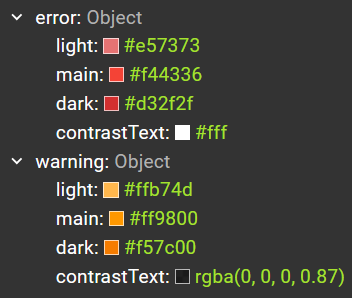 error: Object
light: #e57373
main: #f44336
dark: #d32f2f
contrastText: #fff
warning: Object
light: #ffb74d
main: #ff9800
dark: #f57c00
contrastText: rgba(0, 0, 0, 0.87)